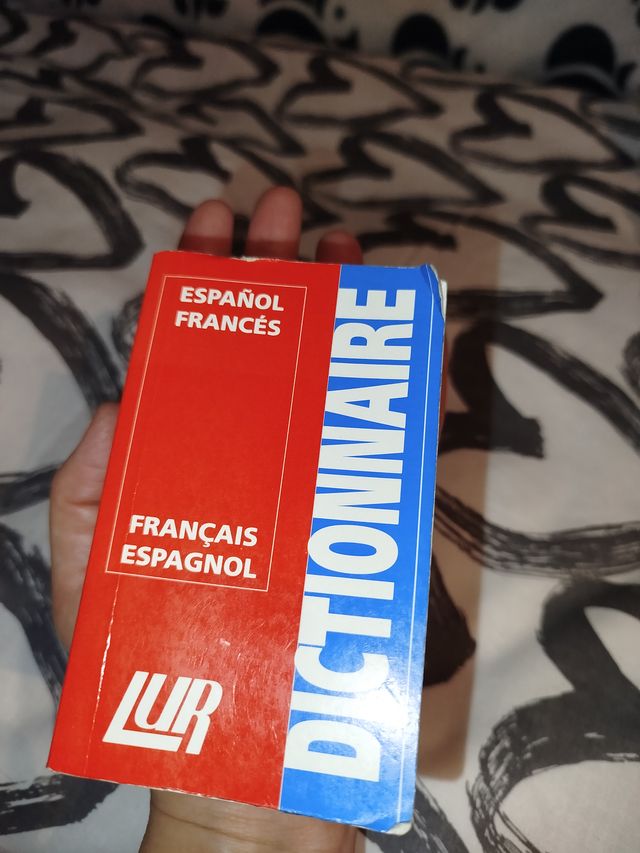 ESPAÑOL
FRANCÉS
FRANÇAIS
ESPAGNOL
LUR
DICTIONNAIRE